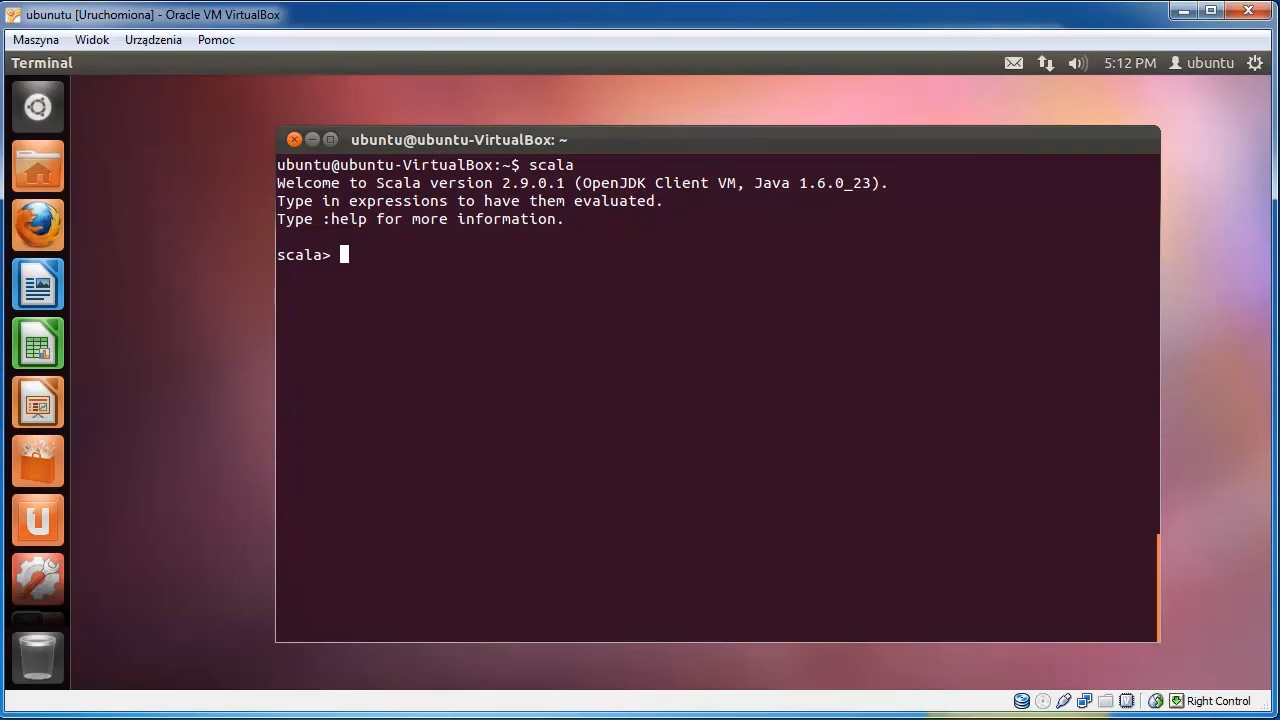 ubunutu [Uruchomiona] - Oracle VM VirtualBox
Maszyna Widok Urządzenia Pomoc
Terminal 5:12 PM ubuntu
ubuntu@ubuntu-VirtualBox: ~
ubuntu@ubuntu-VirtualBox:~$ scala
Welcome to Scala version 2.9.0.1 (OpenJDK Client VM, Java 1.6.0_23).
Type in expressions to have them evaluated.
Type :help for more information.
scala>
Right Control